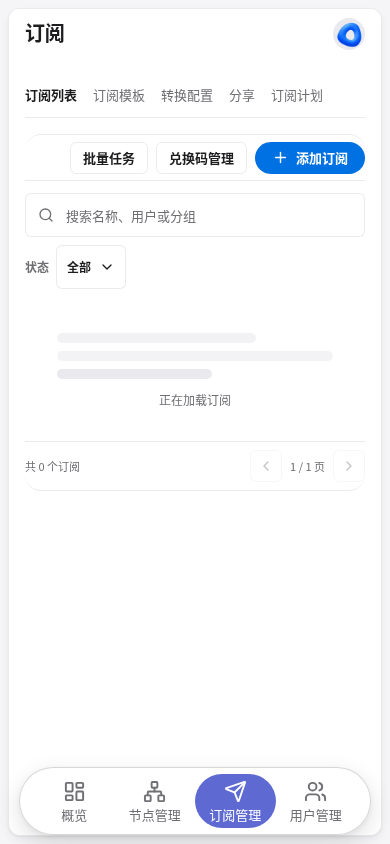 订阅
订阅列表 订阅模板 转换配置 分享 订阅计划
批量任务 兑换码管理 添加订阅
搜索名称、用户或分组
状态 全部
正在加载订阅
共 0 个订阅 1 / 1 页
概览 节点管理 订阅管理 用户管理